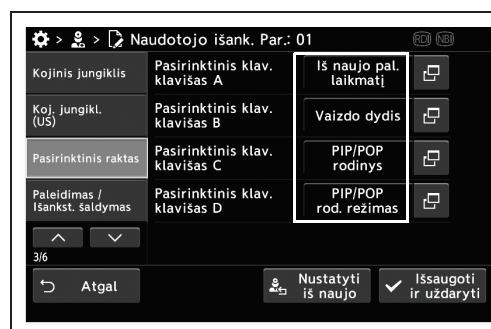 > > Naudotojo išank. Par.: 01 RDI NBI
Kojinis jungiklis
Pasirinktinis klav.
klavišas A
Iš naujo pal.
laikmatį
Koj. jungikl.
(US)
Pasirinktinis klav.
klavišas B
Vaizdo dydis
Pasirinktinis raktas
Pasirinktinis klav.
klavišas C
PIP/POP
rodinys
Paleidimas /
Išankst. šaldymas
Pasirinktinis klav.
klavišas D
PIP/POP
rod. režimas
3/6
Atgal
Nustatyti
iš naujo
Išsaugoti
ir uždaryti